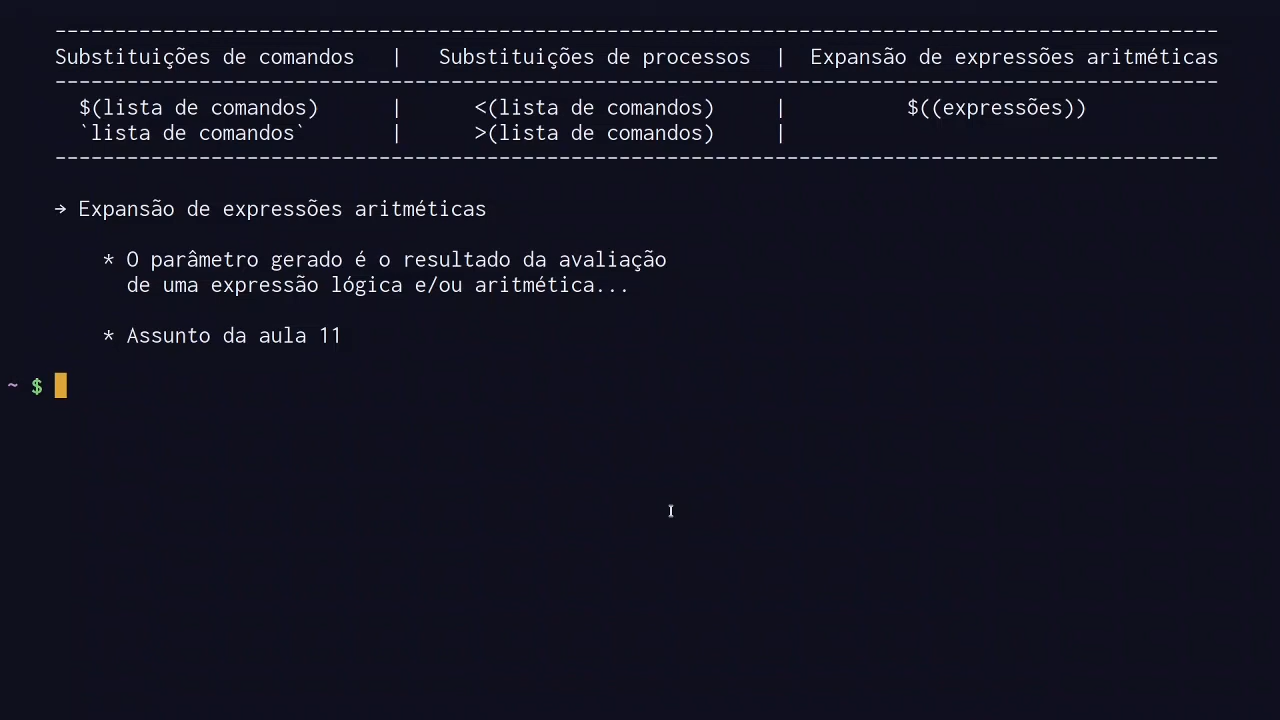 -------------------------------------------------------------------------------------------------
Substituições de comandos   |   Substituições de processos  |  Expansão de expressões aritméticas
-------------------------------------------------------------------------------------------------
  $(lista de comandos)      |      <(lista de comandos)     |          $((expressões))
  `lista de comandos`       |      >(lista de comandos)     |
-------------------------------------------------------------------------------------------------
→ Expansão de expressões aritméticas
* O parâmetro gerado é o resultado da avaliação
de uma expressão lógica e/ou aritmética...
* Assunto da aula 11
~ $